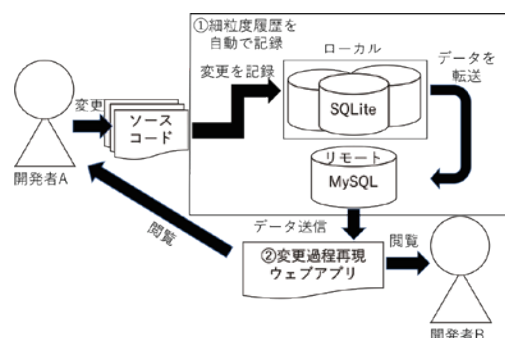 ①細粒度履歴を
自動で記録
ローカル
変更を記録
データを
転送
変更
ソース
コード
SQLite
開発者A
リモート
MySQL
閲覧
データ送信
②変更過程再現
ウェブアプリ
閲覧
開発者B